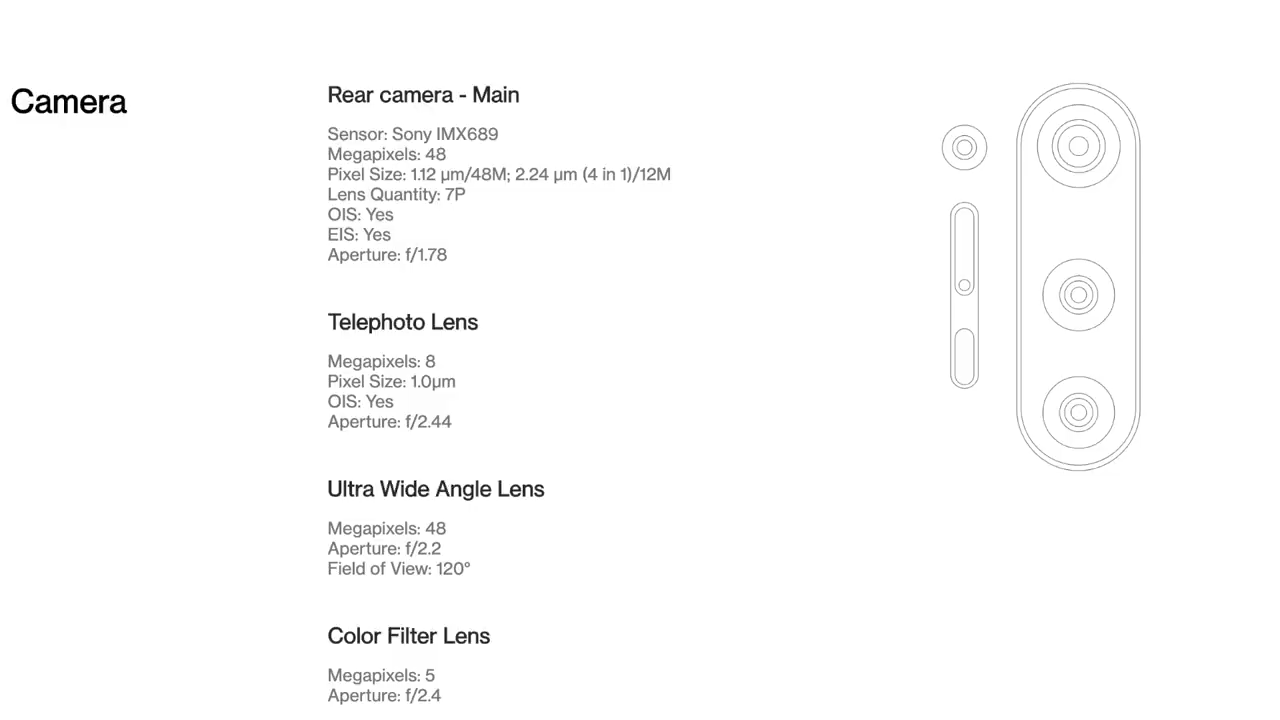 Camera
Rear camera - Main
Sensor: Sony IMX689
Megapixels: 48
Pixel Size: 1.12 µm/48M; 2.24 µm (4 in 1)/12M
Lens Quantity: 7P
OIS: Yes
EIS: Yes
Aperture: f/1.78
Telephoto Lens
Megapixels: 8
Pixel Size: 1.0µm
OIS: Yes
Aperture: f/2.44
Ultra Wide Angle Lens
Megapixels: 48
Aperture: f/2.2
Field of View: 120°
Color Filter Lens
Megapixels: 5
Aperture: f/2.4